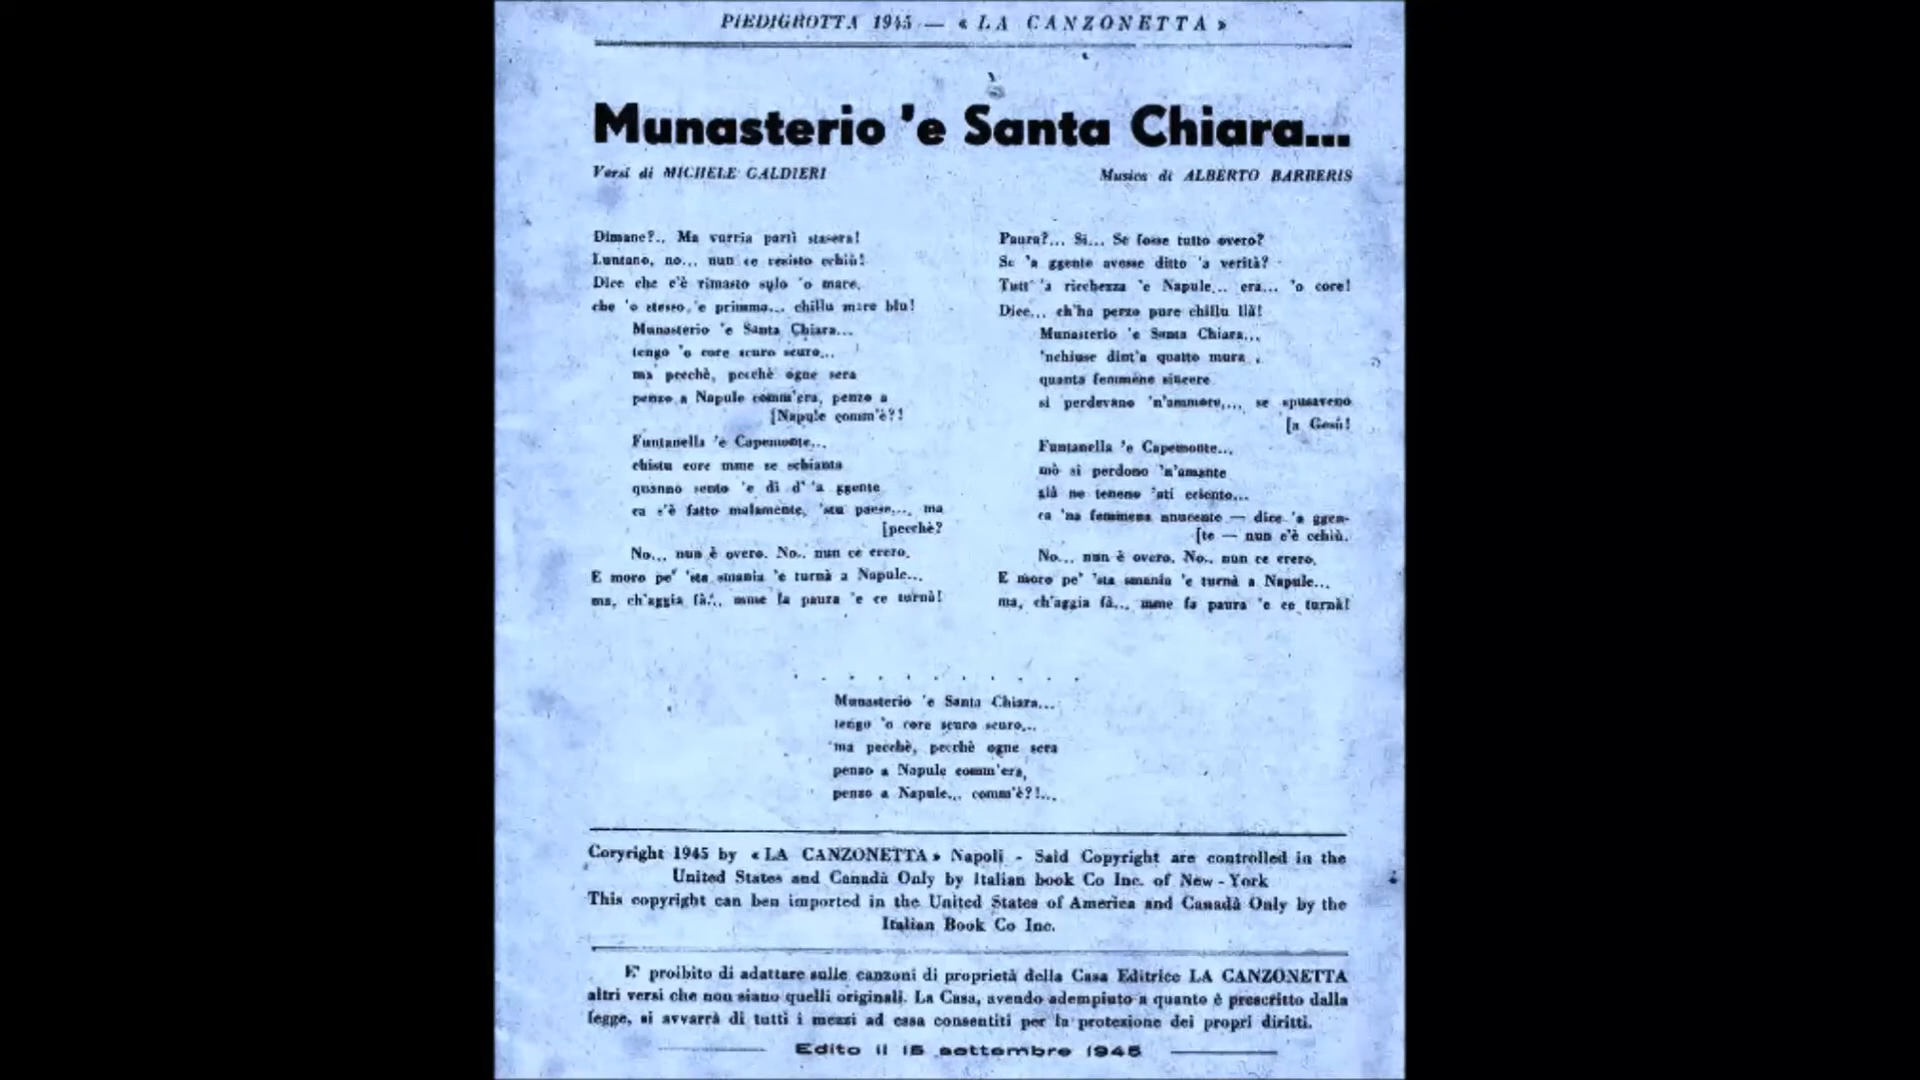 PIEDIGROTTA 1945 — « LA CANZONETTA »
Munasterio 'e Santa Chiara...
Versi di MICHELE GALDIERI
Musica di ALBERTO BARBERIS
Dimane?.. Ma vurria partì stasera!
Luntano, no... nun ce resisto cchiù!
Dice che c'è rimasto sulo 'o mare,
che 'o stesso 'e primma... chillu mare blu!
Munasterio 'e Santa Chiara...
tengo 'o core scuro scuro...
ma pecchè, pecchè ogne sera
penzo a Napule comm'era, penzo a
[Napule comm'è?!
Funtanella 'e Capemonte...
chistu core mme se schianta
quanno sento 'e dì d' 'a ggente
ca s'è fatto malamente, 'stu paese... ma
[pecchè?
No... nun è overo. No.. nun ce crero.
E moro pe' 'sta smania 'e turnà a Napule...
ma, ch'aggia fà... mme fa paura 'e ce turnà!
Paura?... Sì... Se fosse tutto overo?
Se 'a ggente avesse ditto 'a verità?
Tutt' 'a ricchezza 'e Napule... era... 'o core!
Dice... ch'ha perzo pure chillu llà!
Munasterio 'e Santa Chiara...
'nchiuse dint'a quatto mura
quanta femmene sincere
si perdevano 'n'ammore,... se spusaveno
[a Gesù!
Funtanella 'e Capemonte...
mò si perdono 'n'amante
già ne teneno 'ati ciento...
ca 'na femmena nnucente — dice 'a ggen-
[te — nun c'è cchiù.
No... nun è overo. No.. nun ce crero.
E moro pe' 'sta smania 'e turnà a Napule...
ma, ch'aggia fà... mme fa paura 'e ce turnà!
. . . . . . . . . . .
Munasterio 'e Santa Chiara...
tengo 'o core scuro scuro...
ma pecchè, pecchè ogne sera
penzo a Napule comm'era,
penzo a Napule... comm'è?!...
Coryright 1945 by « LA CANZONETTA » Napoli - Said Copyright are controlled in the
United States and Canadà Only by Italian book Co Inc. of New-York
This copyright can ben imported in the United States of America and Canadà Only by the
Italian Book Co Inc.
E' proibito di adattare sulle canzoni di proprietà della Casa Editrice LA CANZONETTA
altri versi che non siano quelli originali. La Casa, avendo adempiuto a quanto è prescritto dalla
legge, si avvarrà di tutti i mezzi ad essa consentiti per la protezione dei propri diritti.
Edito il 15 settembre 1945